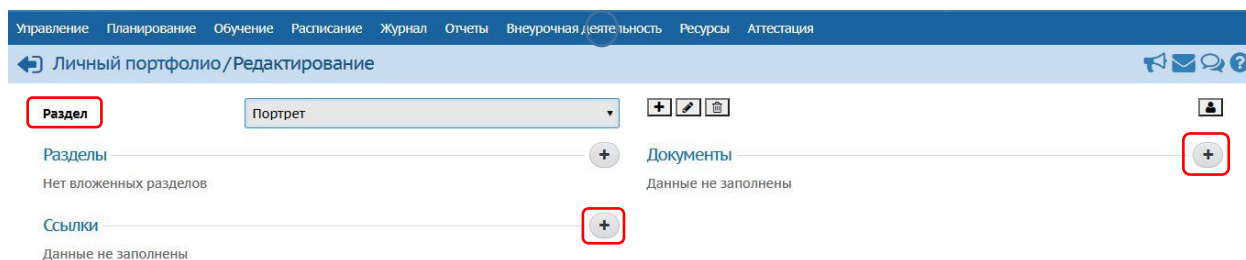 Управление Планирование Обучение Расписание Журнал Отчеты Внеурочная деятельность Ресурсы Аттестация
Личный портфолио/Редактирование
Раздел Портрет
Разделы Документы
Нет вложенных разделов Данные не заполнены
Ссылки
Данные не заполнены